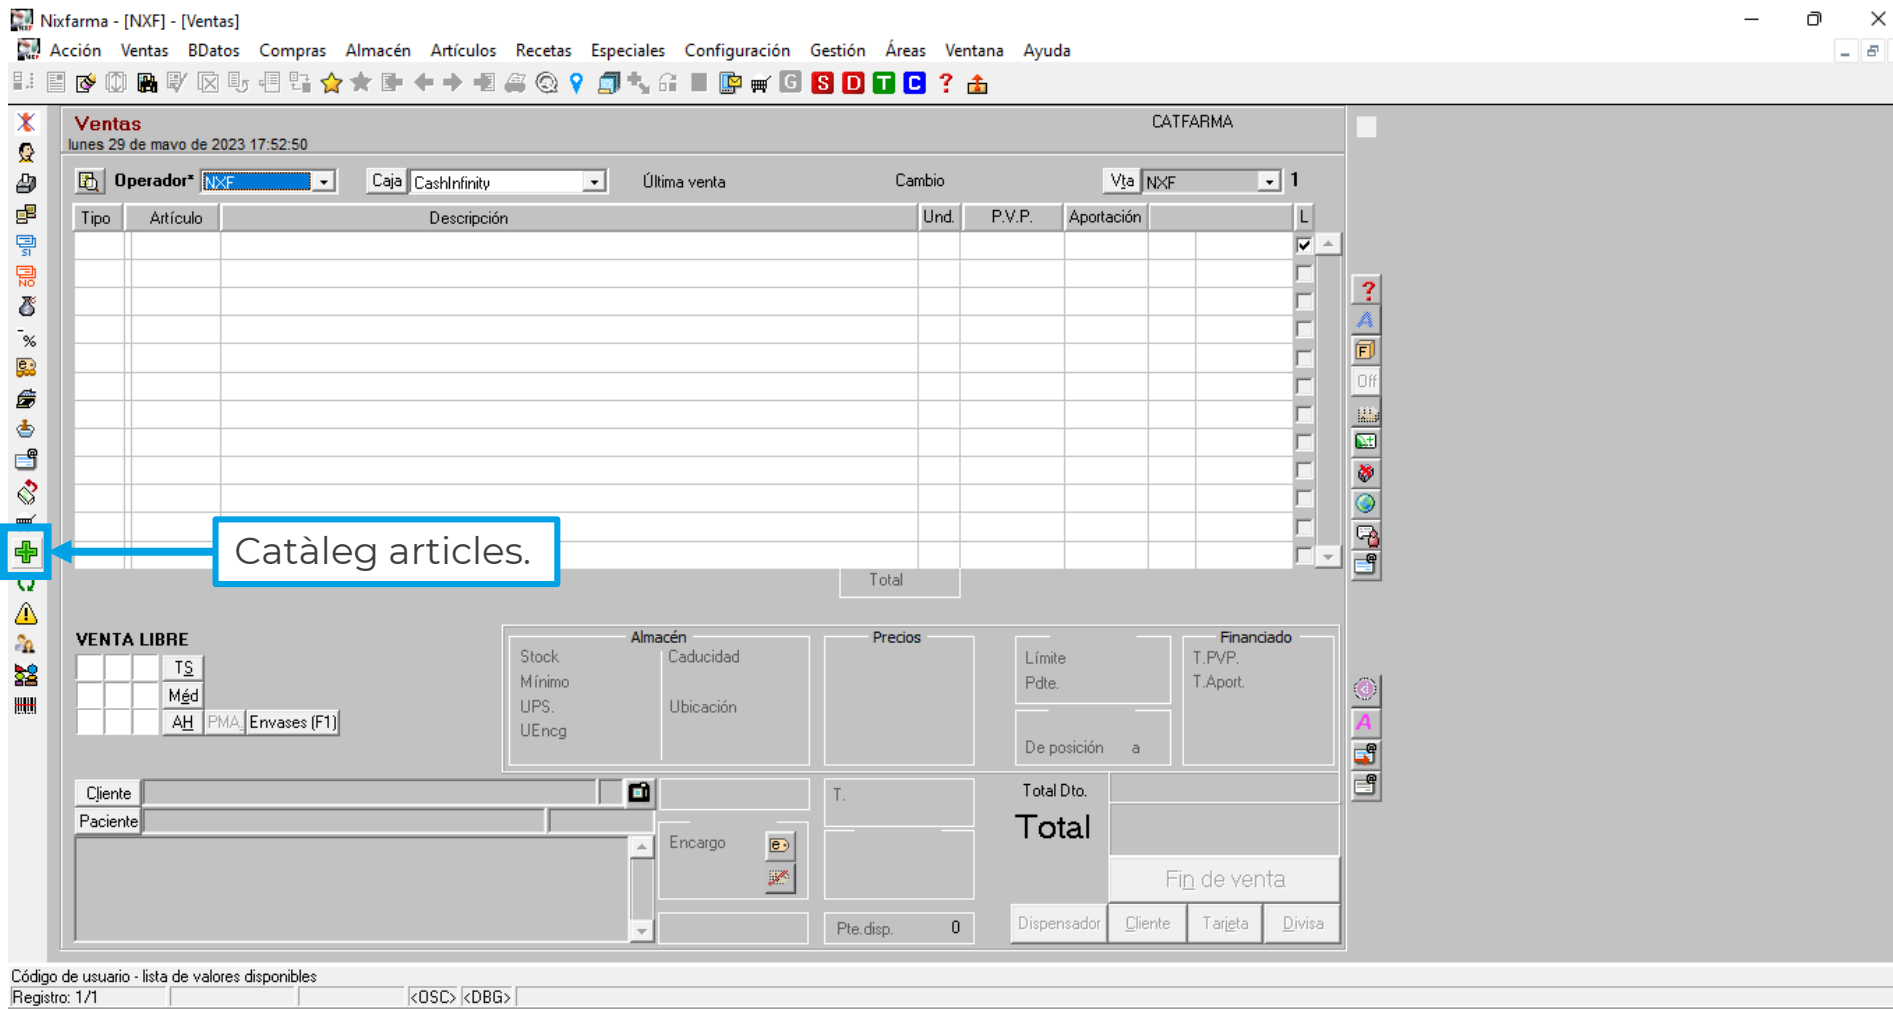 Nixfarma - [NXF] - [Ventas]
Acción Ventas BDatos Compras Almacén Artículos Recetas Especiales Configuración Gestión Áreas Ventana Ayuda
G S D T C ?
Ventas CATFARMA
lunes 29 de mayo de 2023 17:52:50
Operador* NXF Caja CashInfinity Última venta Cambio Vta NXF 1
Tipo Artículo Descripción Und. P.V.P. Aportación L
SI
NO
?
A
%
F
e
Off
Catàleg articles.
Total
VENTA LIBRE Almacén Precios Financiado
Stock Caducidad Límite T.PVP.
TS
Mínimo Pdte. T.Aport.
Méd
UPS. Ubicación
AH PMA. Envases (F1)
UEncg
A
De posición a
Cliente T. Total Dto.
Paciente Total
Encargo e
Fin de venta
Pte.disp. 0 Dispensador Cliente Tarjeta Divisa
Código de usuario - lista de valores disponibles
Registro: 1/1 <OSC> <DBG>